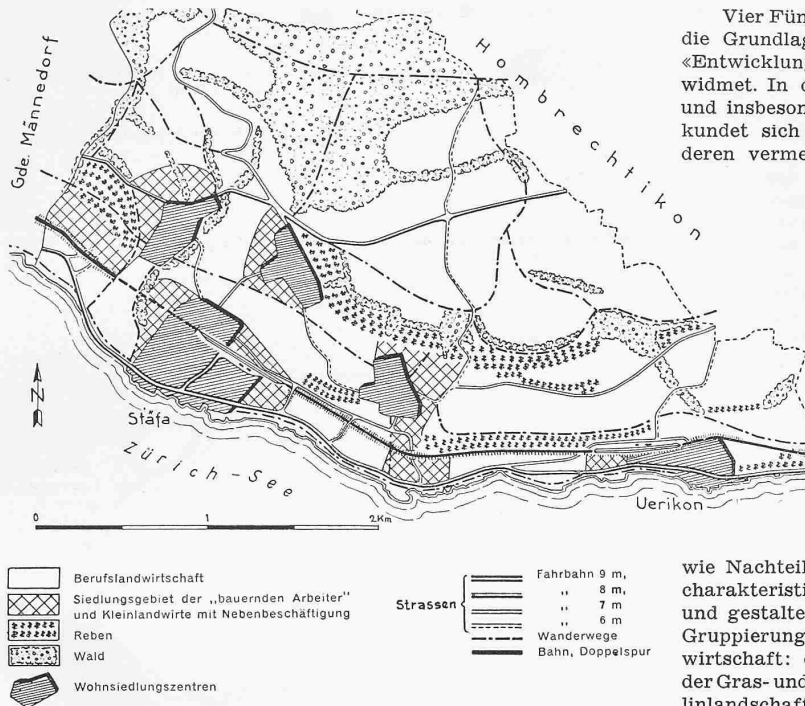 Vier Fün
die Grundlag
«Entwicklung
widmet. In d
und insbeson
kundet sich
deren verme
Hombrechtikon
Gde. Männedorf
N
Stäfa
Zürich-See
Uerikon
0 1 2Km
Berufslandwirtschaft
Siedlungsgebiet der „bauernden Arbeiter"
und Kleinlandwirte mit Nebenbeschäftigung
Reben
Wald
Wohnsiedlungszentren
Strassen
Fahrbahn 9 m,
„ 8 m,
„ 7 m
„ 6 m
Wanderwege
Bahn, Doppelspur
wie Nachteil
charakteristi
und gestalte
Gruppierung
wirtschaft: d
der Gras- und
linlandschaft